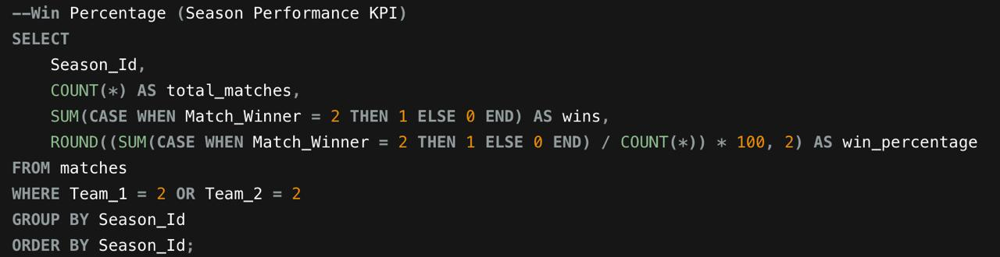 --Win Percentage (Season Performance KPI)
SELECT
    Season_Id,
    COUNT(*) AS total_matches,
    SUM(CASE WHEN Match_Winner = 2 THEN 1 ELSE 0 END) AS wins,
    ROUND((SUM(CASE WHEN Match_Winner = 2 THEN 1 ELSE 0 END) / COUNT(*)) * 100, 2) AS win_percentage
FROM matches
WHERE Team_1 = 2 OR Team_2 = 2
GROUP BY Season_Id
ORDER BY Season_Id;